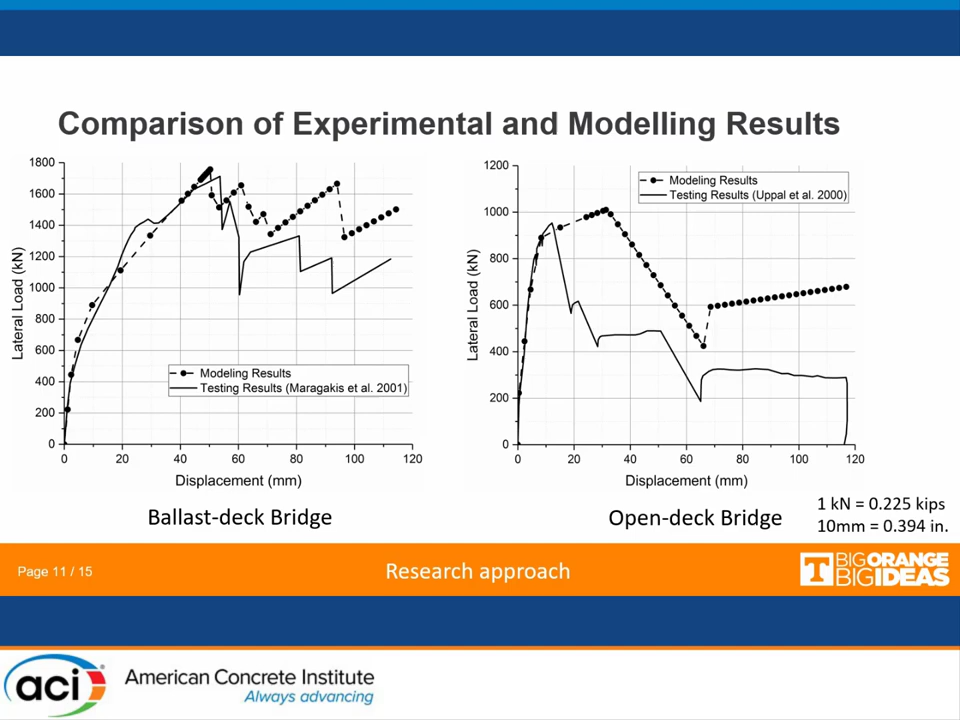 Comparison of Experimental and Modelling Results
1800
1600
1400
1200
1000
800
600
400
200
0
Lateral Load (kN)
Modeling Results
Testing Results (Maragakis et al. 2001)
0 20 40 60 80 100 120
Displacement (mm)
Ballast-deck Bridge
1200
1000
800
600
400
200
0
Lateral Load (kN)
Modeling Results
Testing Results (Uppal et al. 2000)
0 20 40 60 80 100 120
Displacement (mm)
Open-deck Bridge
1 kN = 0.225 kips
10mm = 0.394 in.
Page 11 / 15
Research approach
T
BIG ORANGE
BIG IDEAS
aci
American Concrete Institute
Always advancing